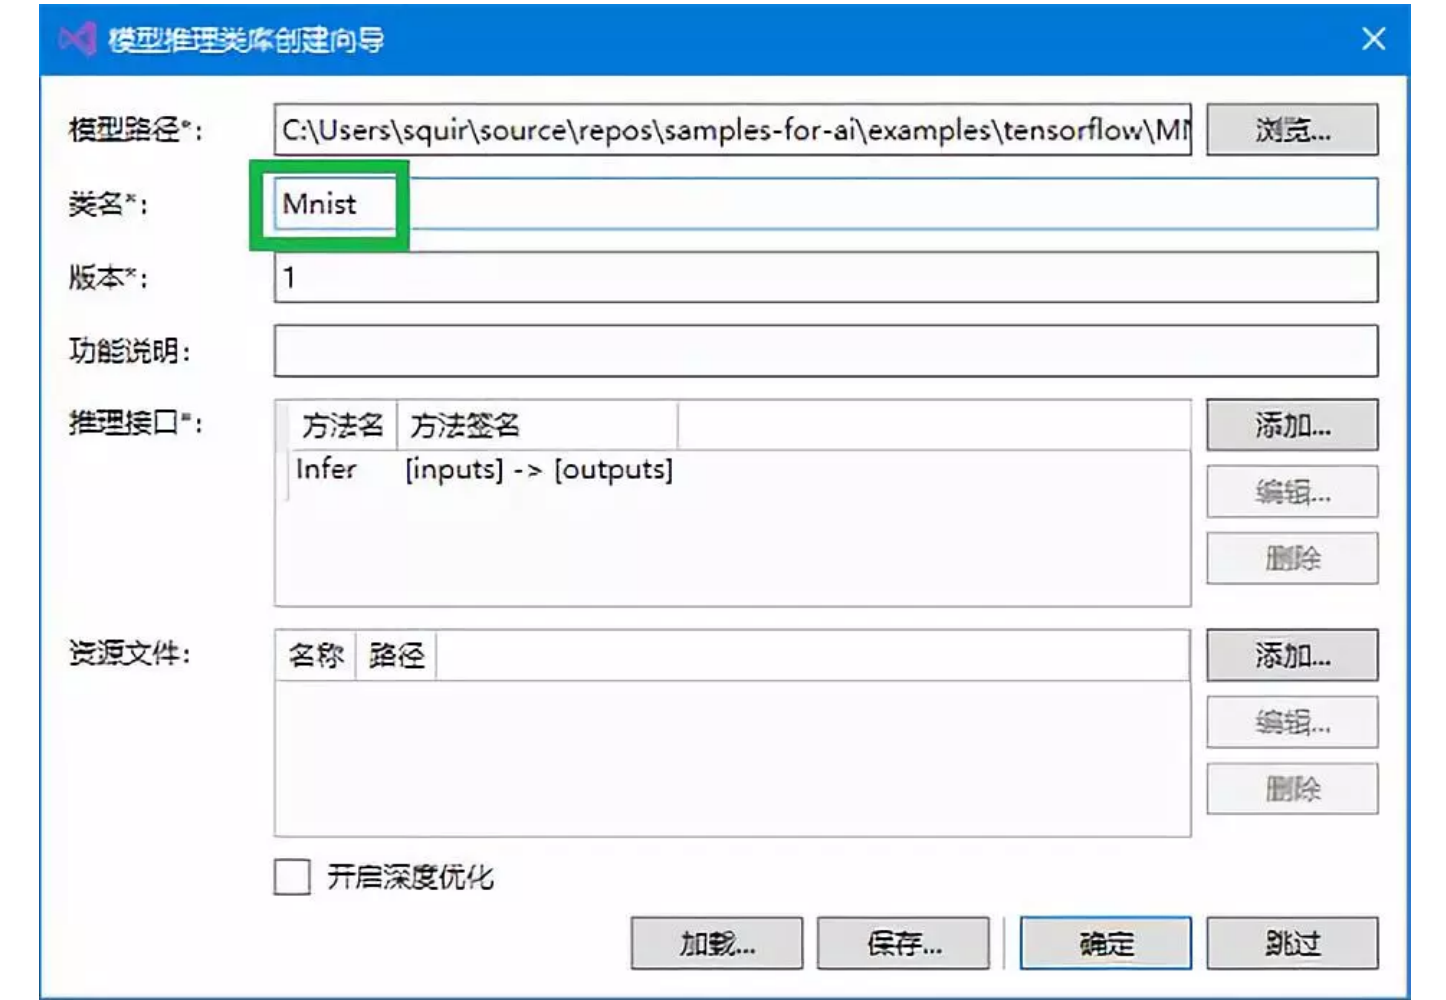 模型推理类库创建向导
模型路径*: C:\Users\squir\source\repos\samples-for-ai\examples\tensorflow\MN 浏览...
类名*: Mnist
版本*: 1
功能说明:
推理接口*: 方法名 方法签名 添加...
Infer [inputs] -> [outputs]
编辑...
删除
资源文件: 名称 路径 添加...
编辑...
删除
开启深度优化
加载... 保存... 确定 跳过